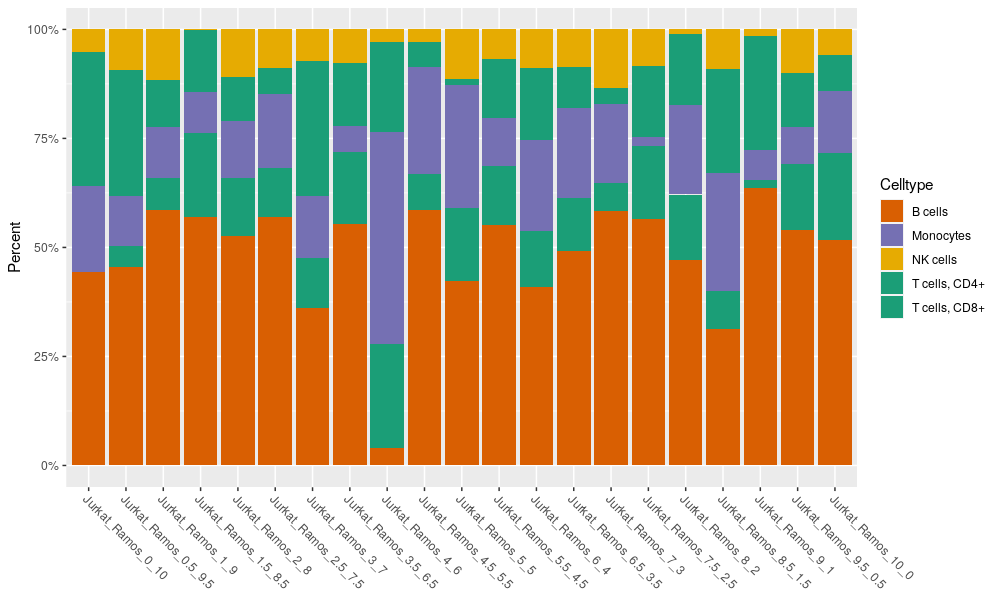 100%
75%
50%
25%
0%
Percent
Jurkat_Ramos_0_10
Jurkat_Ramos_0.5_9.5
Jurkat_Ramos_1_9
Jurkat_Ramos_1.5_8.5
Jurkat_Ramos_2_8
Jurkat_Ramos_2.5_7.5
Jurkat_Ramos_3_7
Jurkat_Ramos_3.5_6.5
Jurkat_Ramos_4_6
Jurkat_Ramos_4.5_5.5
Jurkat_Ramos_5_5
Jurkat_Ramos_5.5_4.5
Jurkat_Ramos_6_4
Jurkat_Ramos_6.5_3.5
Jurkat_Ramos_7_3
Jurkat_Ramos_7.5_2.5
Jurkat_Ramos_8_2
Jurkat_Ramos_8.5_1.5
Jurkat_Ramos_9_1
Jurkat_Ramos_9.5_0.5
Jurkat_Ramos_10_0
Celltype
B cells
Monocytes
NK cells
T cells, CD4+
T cells, CD8+